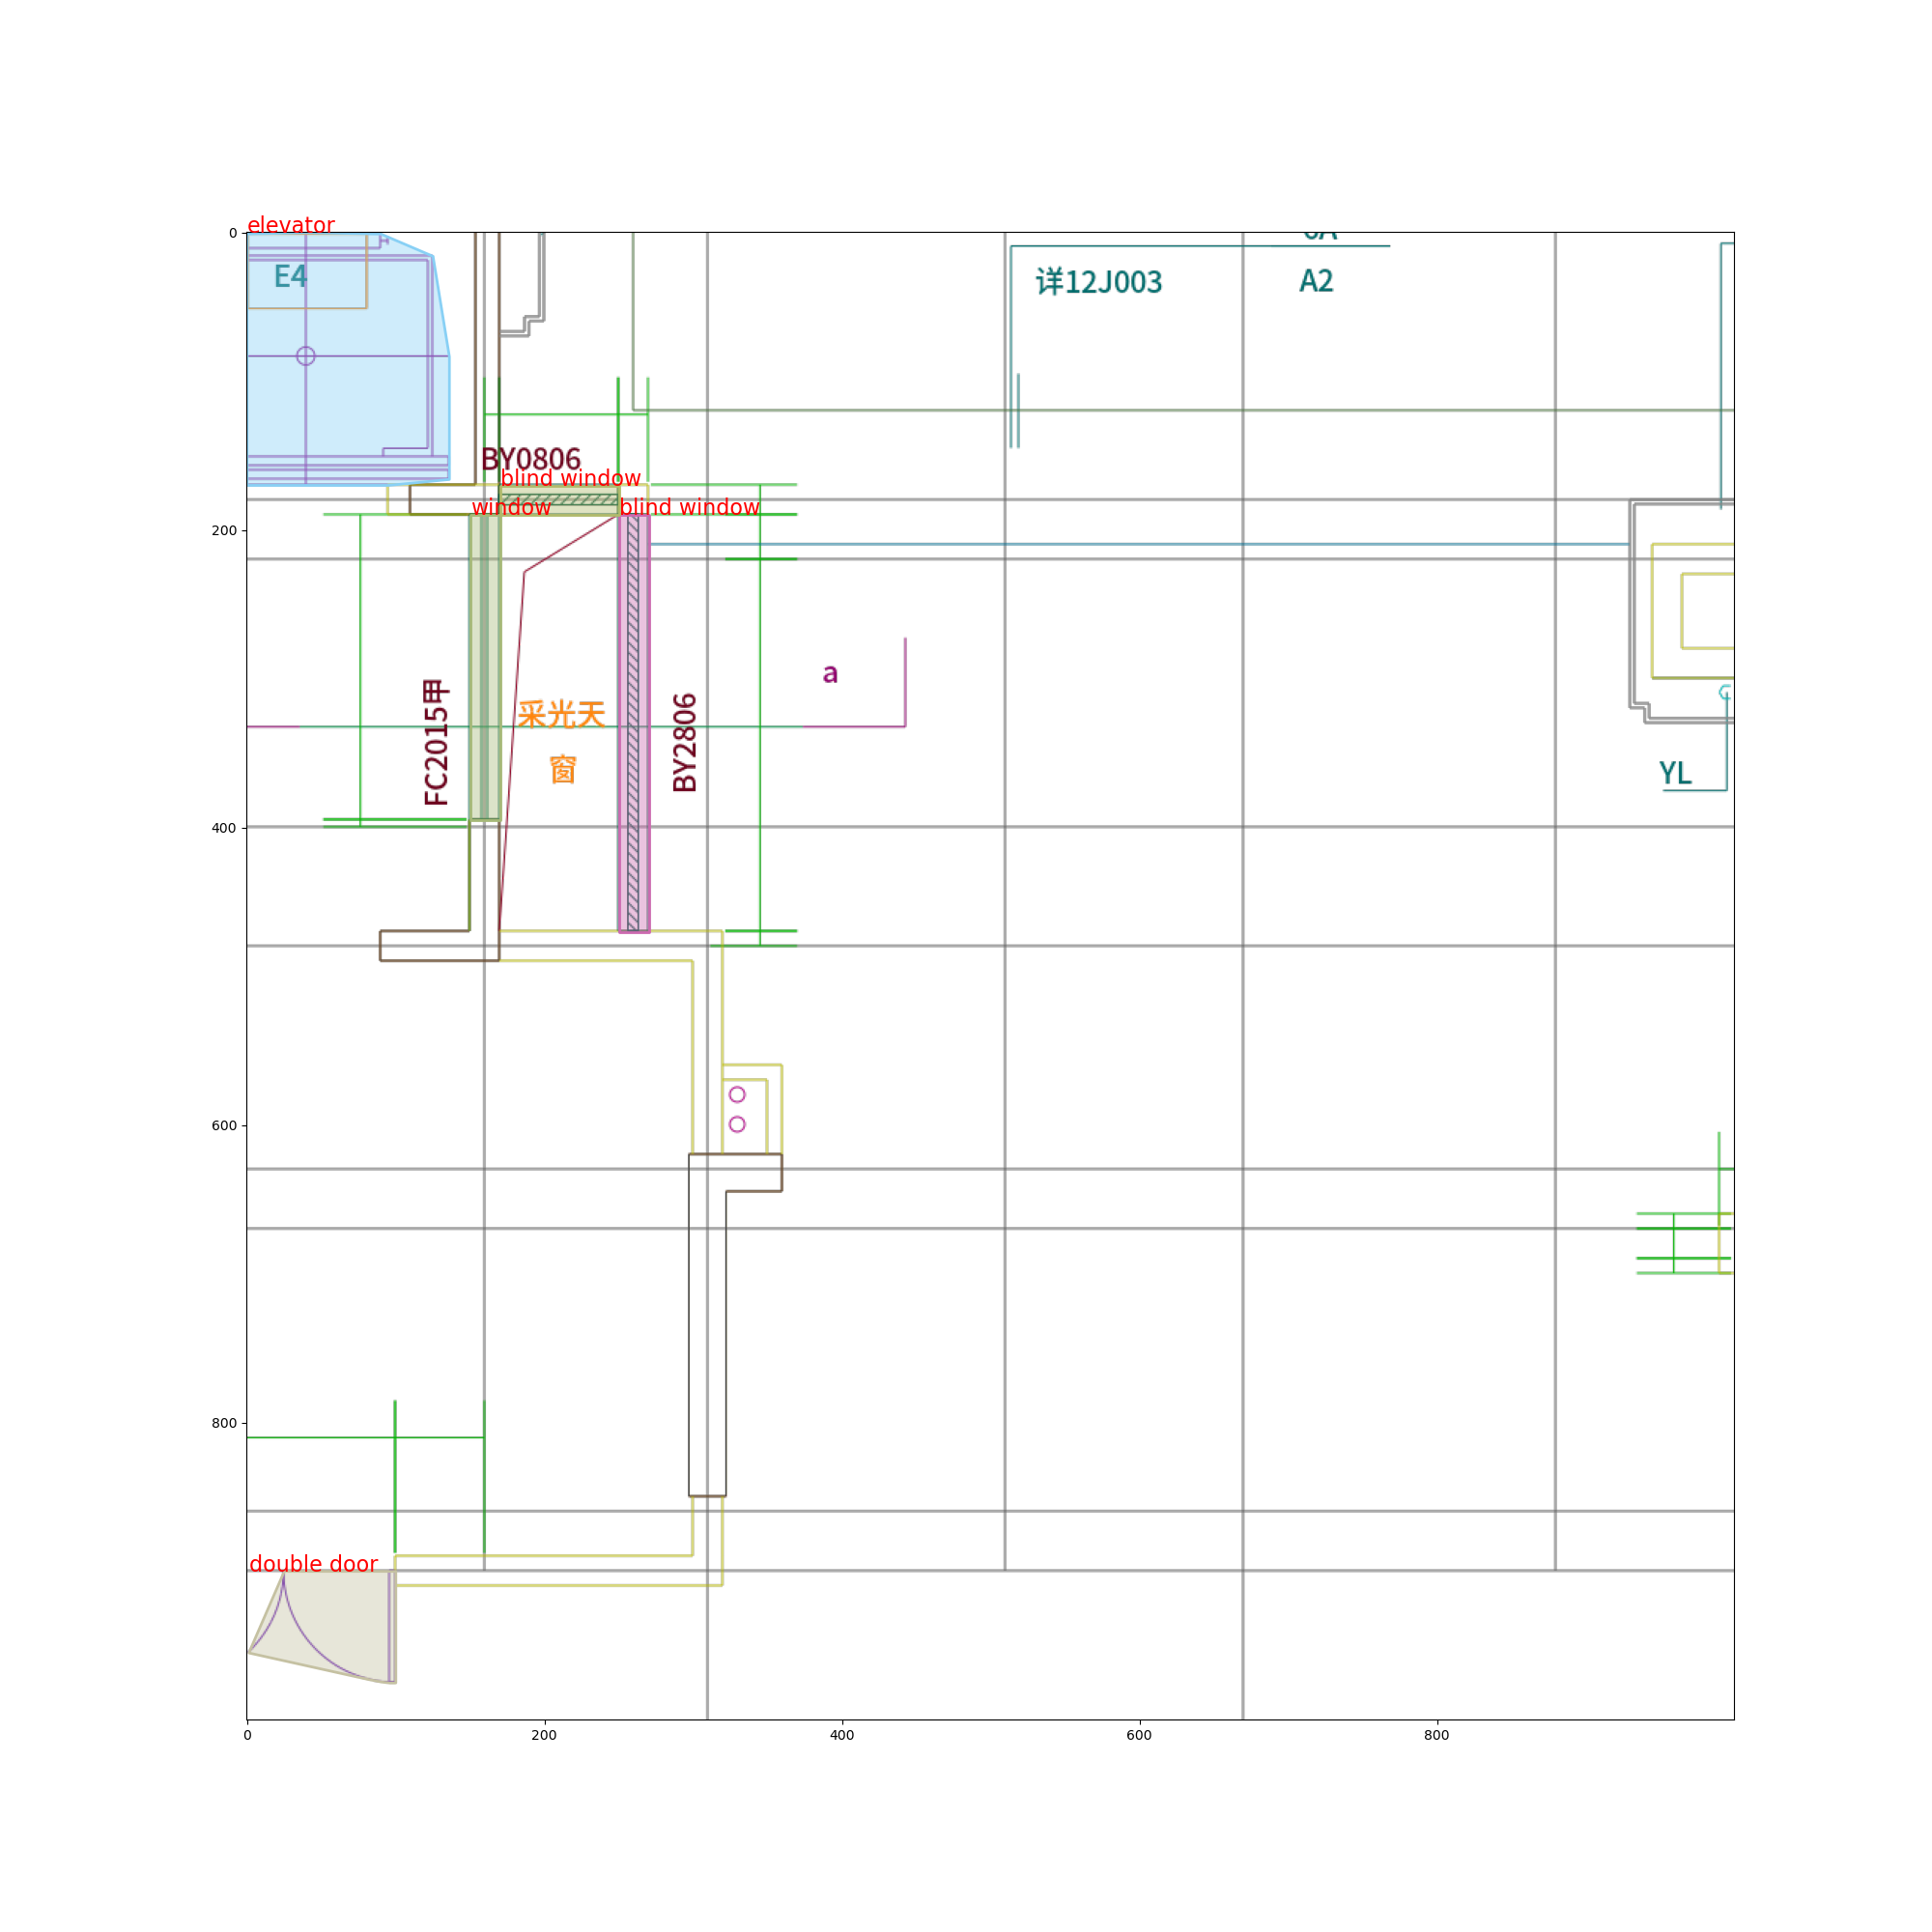 elevator
E4
详12J003
A2
BY0806
blind window
window
blind window
a
FC2015甲
采光天
窗
BY2806
YL
double door
0
200
400
600
800
0
200
400
600
800